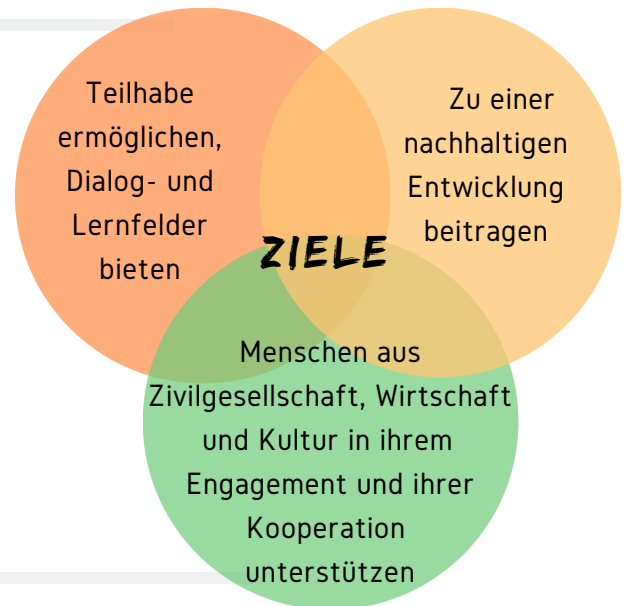 Teilhabe
ermöglichen,
Dialog- und
Lernfelder
bieten
Zu einer
nachhaltigen
Entwicklung
beitragen
ZIELE
Menschen aus
Zivilgesellschaft, Wirtschaft
und Kultur in ihrem
Engagement und ihrer
Kooperation
unterstützen